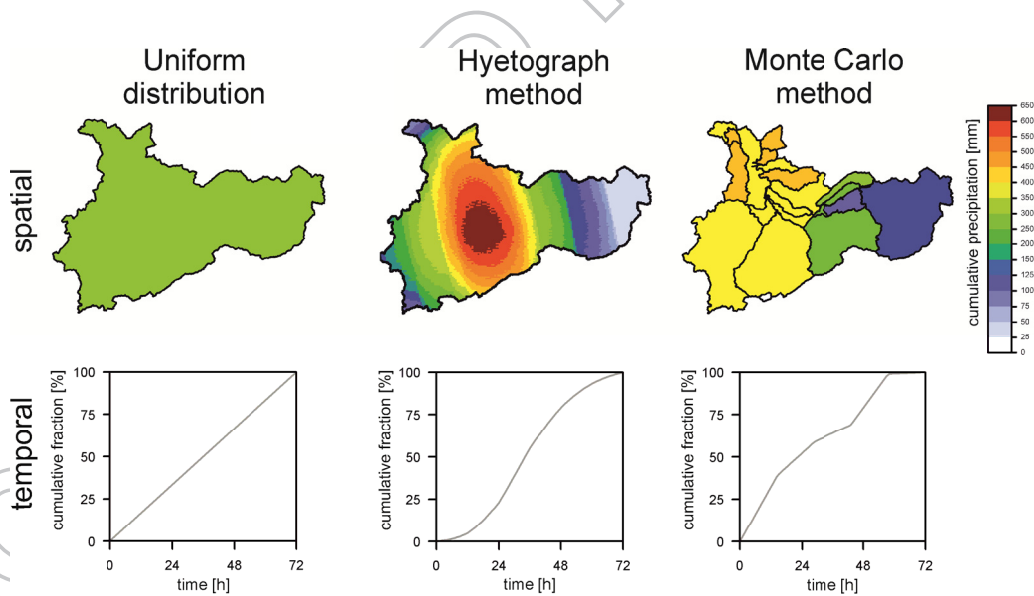 Uniform
distribution
Hyetograph
method
Monte Carlo
method
spatial
cumulative precipitation [mm]
650
600
550
500
450
400
350
300
250
200
150
125
100
75
50
25
0
temporal
cumulative fraction [%]
100
75
50
25
0
0 24 48 72
time [h]
cumulative fraction [%]
100
75
50
25
0
0 24 48 72
time [h]
cumulative fraction [%]
100
75
50
25
0
0 24 48 72
time [h]